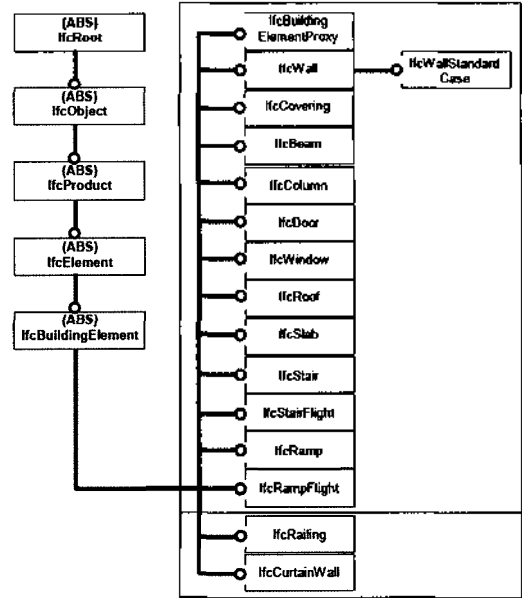 (ABS)
IfcRoot
(ABS)
IfcObject
(ABS)
IfcProduct
(ABS)
IfcElement
(ABS)
IfcBuildingElement
IfcBuilding
ElementProxy
IfcWall
IfcWallStandard
Case
IfcCovering
IfcBeam
IfcColumn
IfcDoor
IfcWindow
IfcRoof
IfcSlab
IfcStair
IfcStairFlight
IfcRamp
IfcRampFlight
IfcRailing
IfcCurtainWall